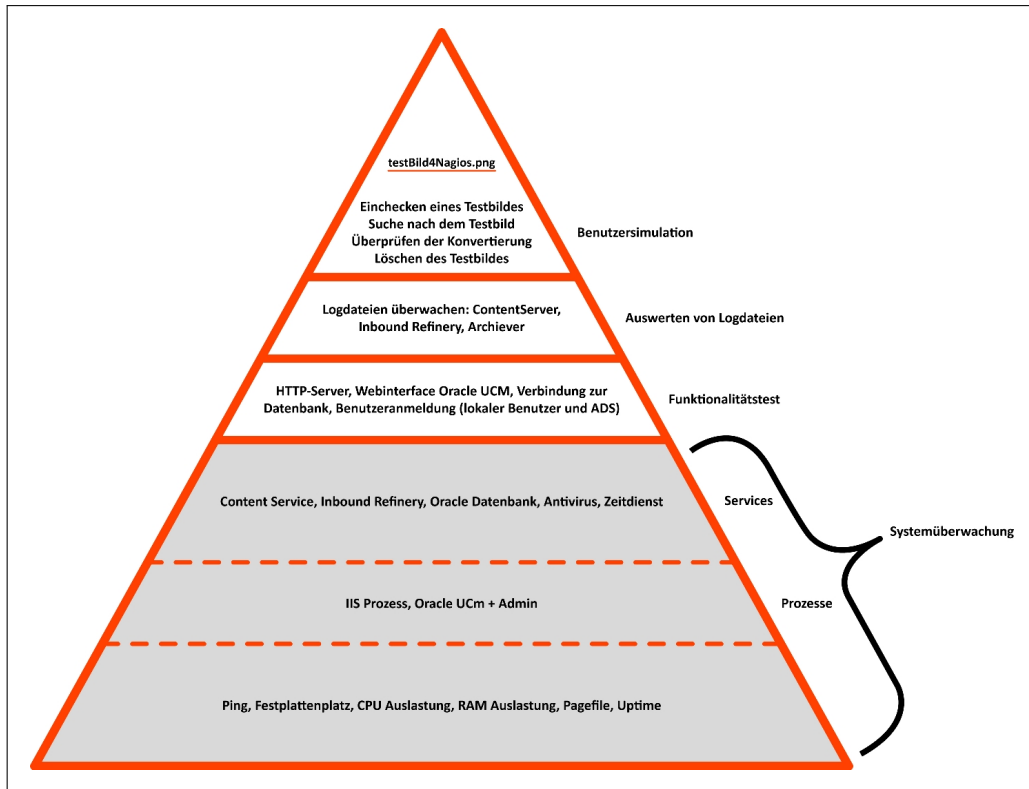 testBild4Nagios.png
Einchecken eines Testbildes
Suche nach dem Testbild
Überprüfen der Konvertierung
Löschen des Testbildes
Benutzersimulation
Logdateien überwachen: ContentServer,
Inbound Refinery, Archiever
Auswerten von Logdateien
HTTP-Server, Webinterface Oracle UCM, Verbindung zur
Datenbank, Benutzeranmeldung (lokaler Benutzer und ADS)
Funktionalitätstest
Content Service, Inbound Refinery, Oracle Datenbank, Antivirus, Zeitdienst
Services
Systemüberwachung
IIS Prozess, Oracle UCm + Admin
Prozesse
Ping, Festplattenplatz, CPU Auslastung, RAM Auslastung, Pagefile, Uptime